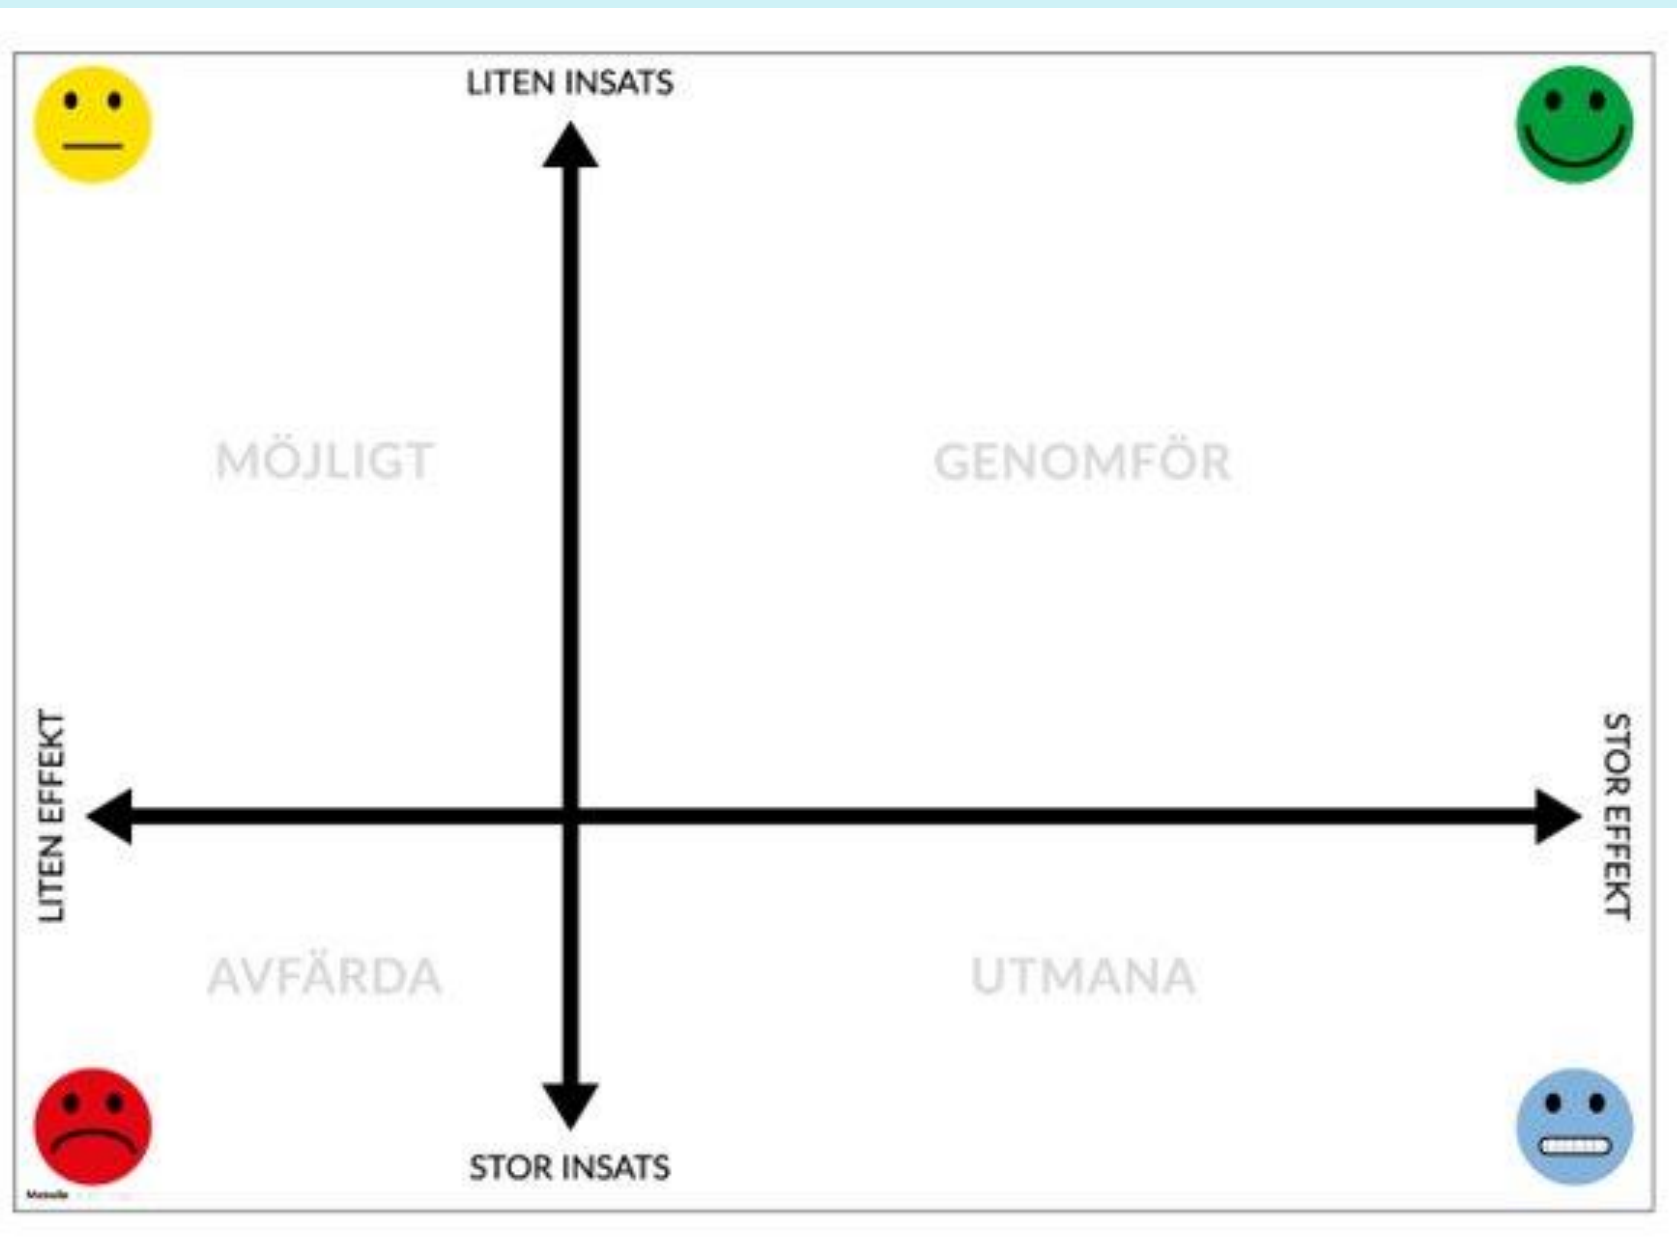 LITEN INSATS
MÖJLIGT
GENOMFÖR
LITEN EFFEKT
STOR EFFEKT
AVFÄRDA
UTMANA
STOR INSATS